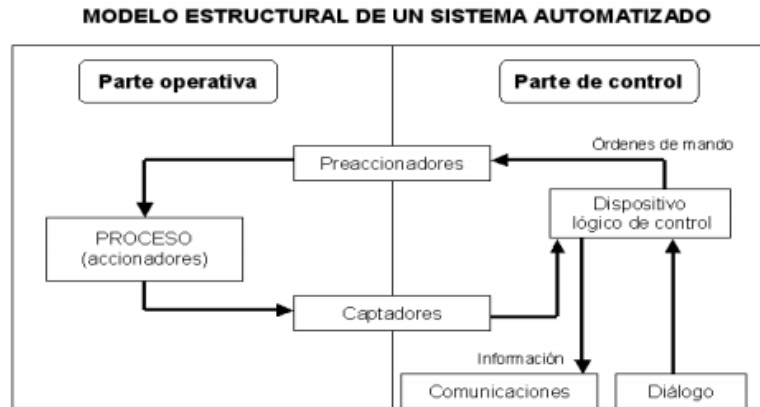 MODELO ESTRUCTURAL DE UN SISTEMA AUTOMATIZADO
Parte operativa
Parte de control
Preaccionadores
Órdenes de mando
PROCESO
(accionadores)
Dispositivo
lógico de control
Captadores
Información
Comunicaciones
Diálogo